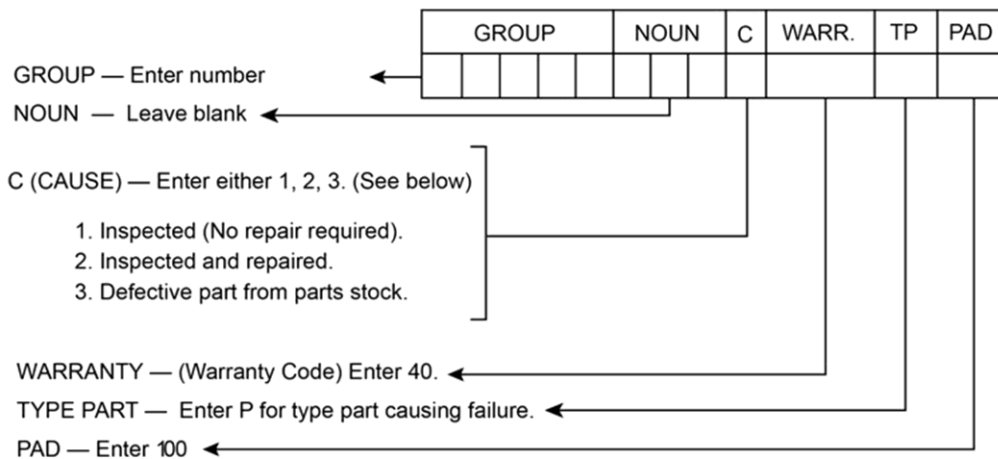 GROUP NOUN C WARR. TP PAD
GROUP — Enter number
NOUN — Leave blank
C (CAUSE) — Enter either 1, 2, 3. (See below)
1. Inspected (No repair required).
2. Inspected and repaired.
3. Defective part from parts stock.
WARRANTY — (Warranty Code) Enter 40.
TYPE PART — Enter P for type part causing failure.
PAD — Enter 100